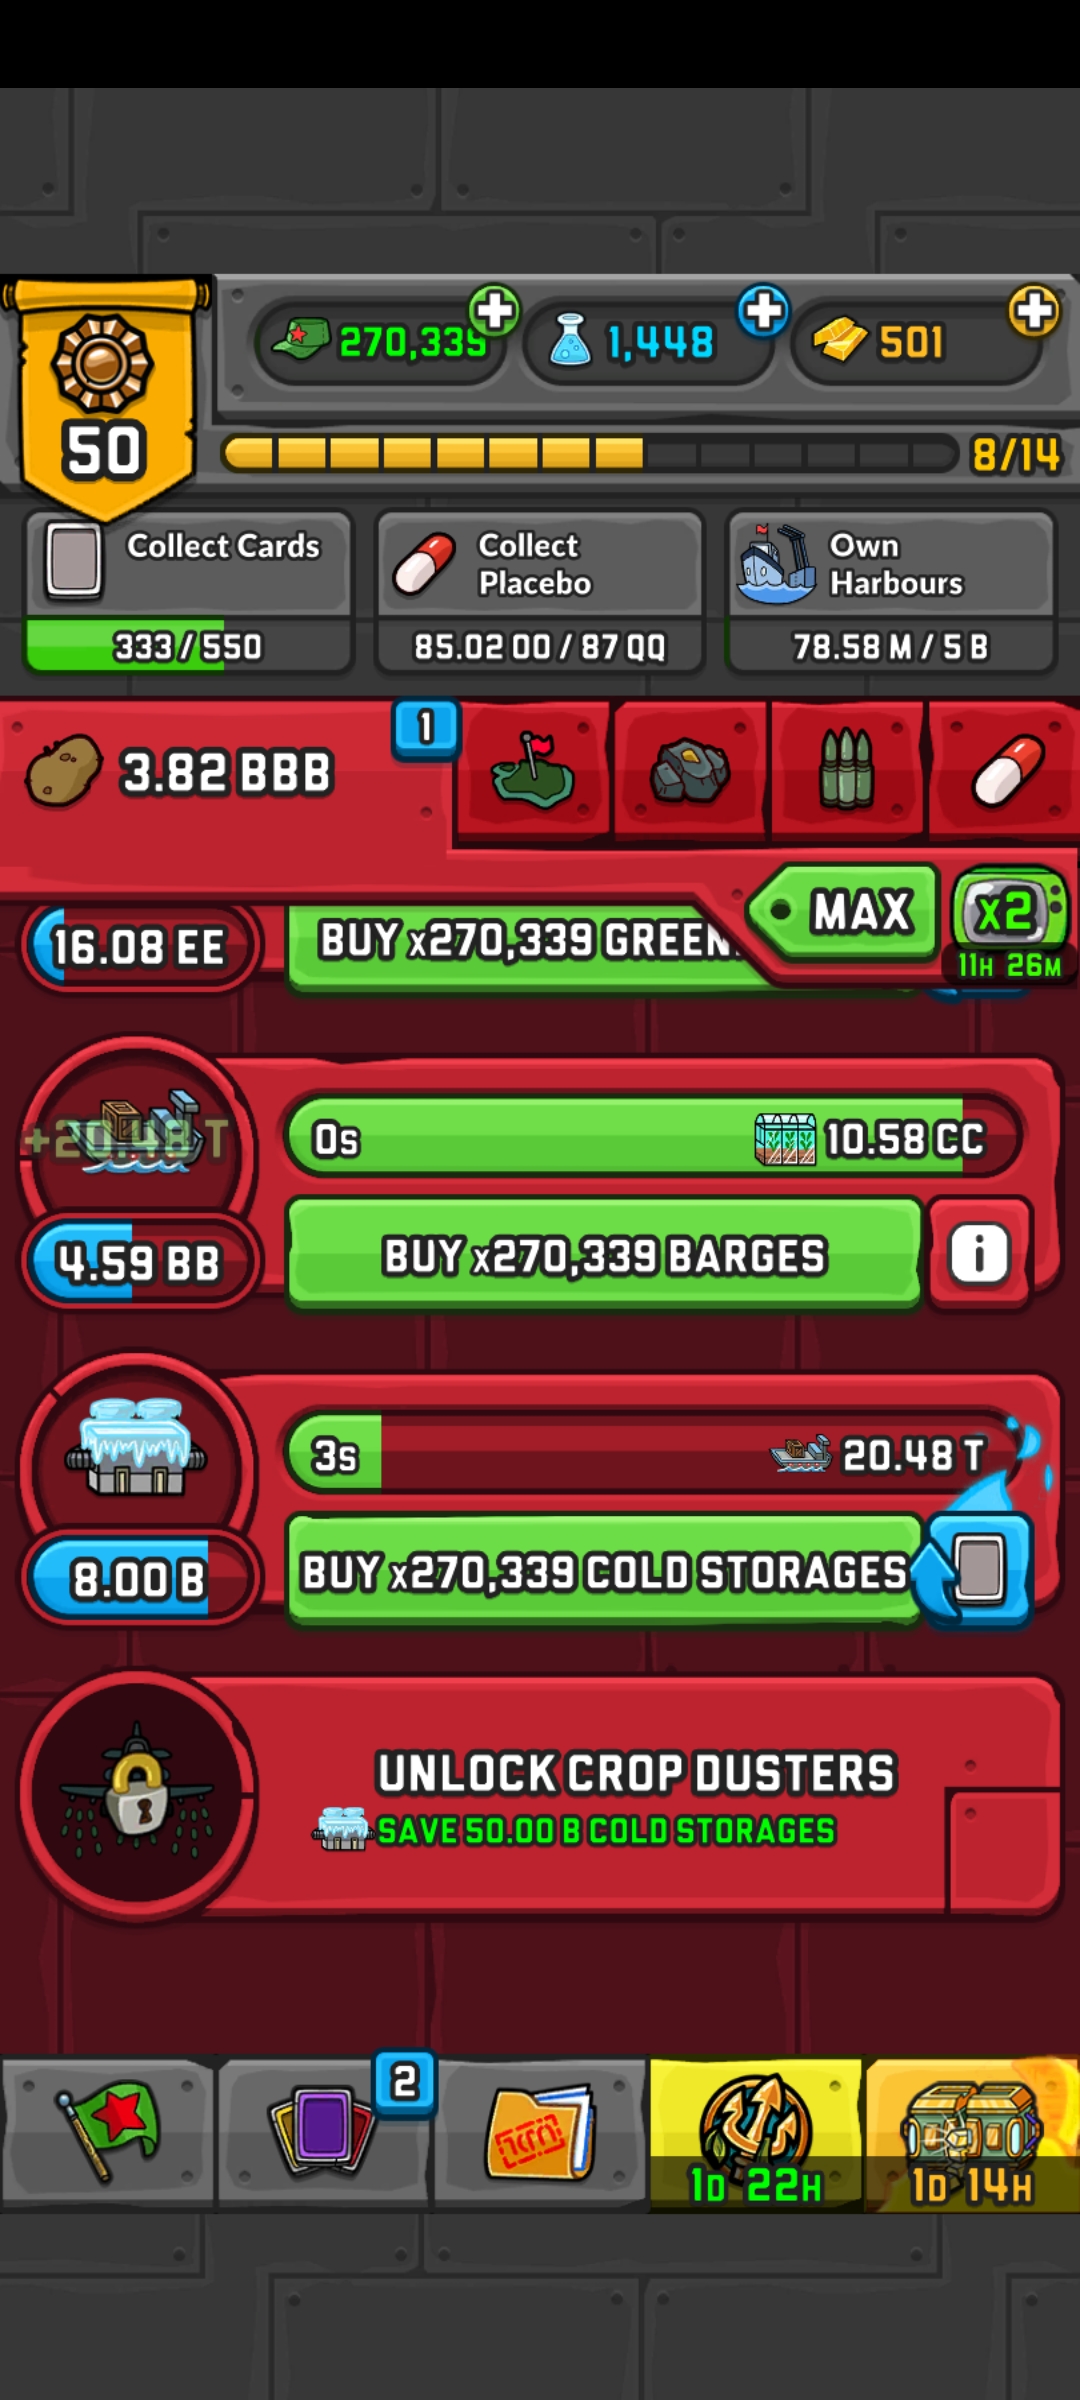 270,339
1,448
501
50
8/14
Collect Cards
333 / 550
Collect
Placebo
85.02 OO / 87 QQ
Own
Harbours
78.58 M / 5 B
3.82 BBB
1
MAX
x2
11H 26M
16.08 EE
BUY x270,339 GREEN
+20.48 T
0s
10.58 CC
4.59 BB
BUY x270,339 BARGES
i
3s
20.48 T
8.00 B
BUY x270,339 COLD STORAGES
UNLOCK CROP DUSTERS
SAVE 50.00 B COLD STORAGES
2
1D 22H
1D 14H